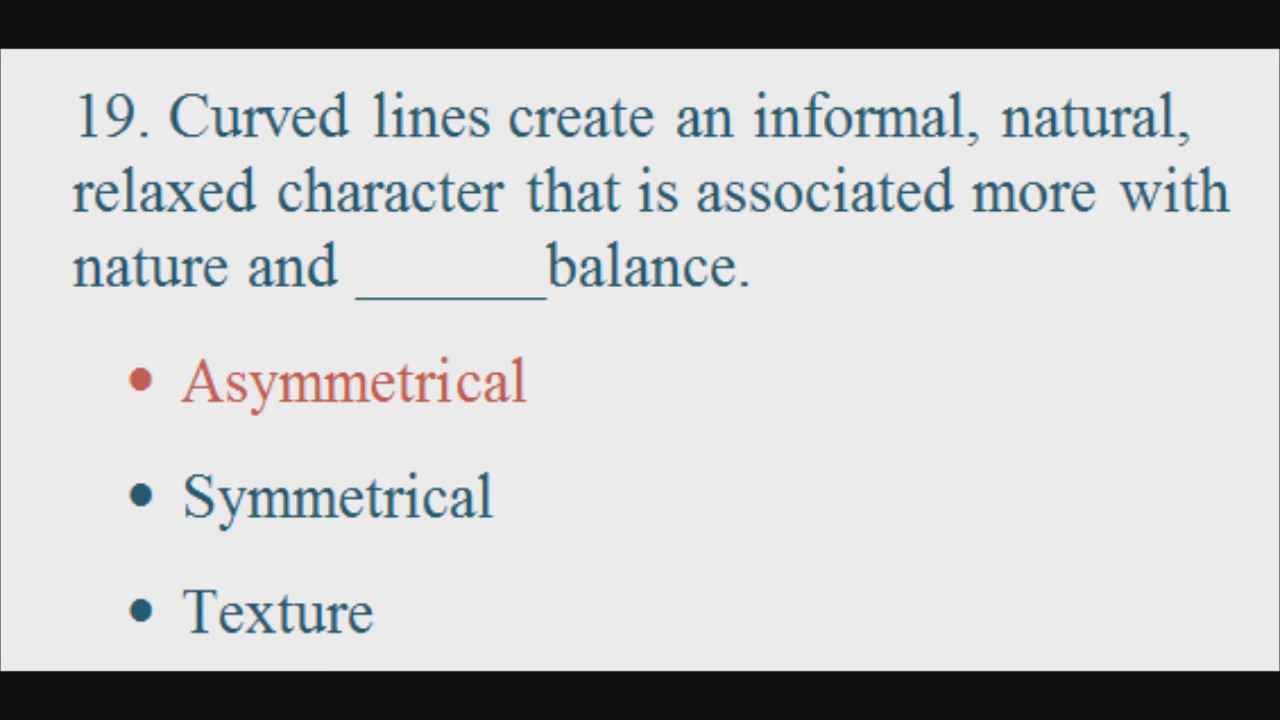 19. Curved lines create an informal, natural,
relaxed character that is associated more with
nature and ______balance.
• Asymmetrical
• Symmetrical
• Texture